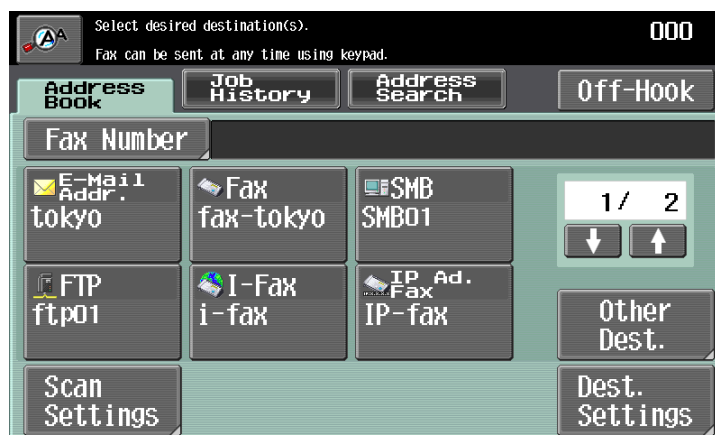 Select desired destination(s).
000
Fax can be sent at any time using keypad.
Address
Book
Job
History
Address
Search
Off-Hook
Fax Number
E-Mail
Addr.
tokyo
Fax
fax-tokyo
SMB
SMB01
1/ 2
FTP
ftp01
I-Fax
i-fax
IP Ad.
Fax
IP-fax
Other
Dest.
Scan
Settings
Dest.
Settings